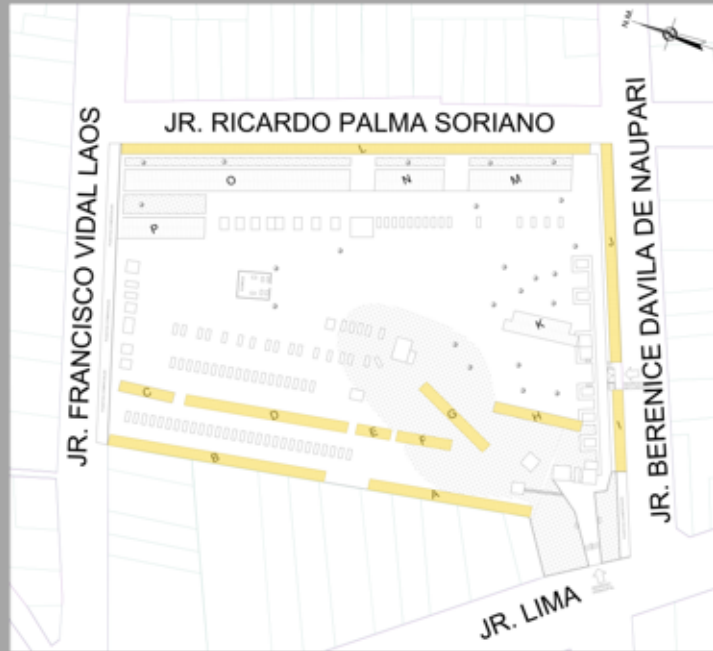 N.M.
JR. RICARDO PALMA SORIANO
L
O
N
M
P
J
K
JR. FRANCISCO VIDAL LAOS
JR. BERENICE DAVILA DE NAUPARI
C
D
E
F
G
H
I
B
A
JR. LIMA